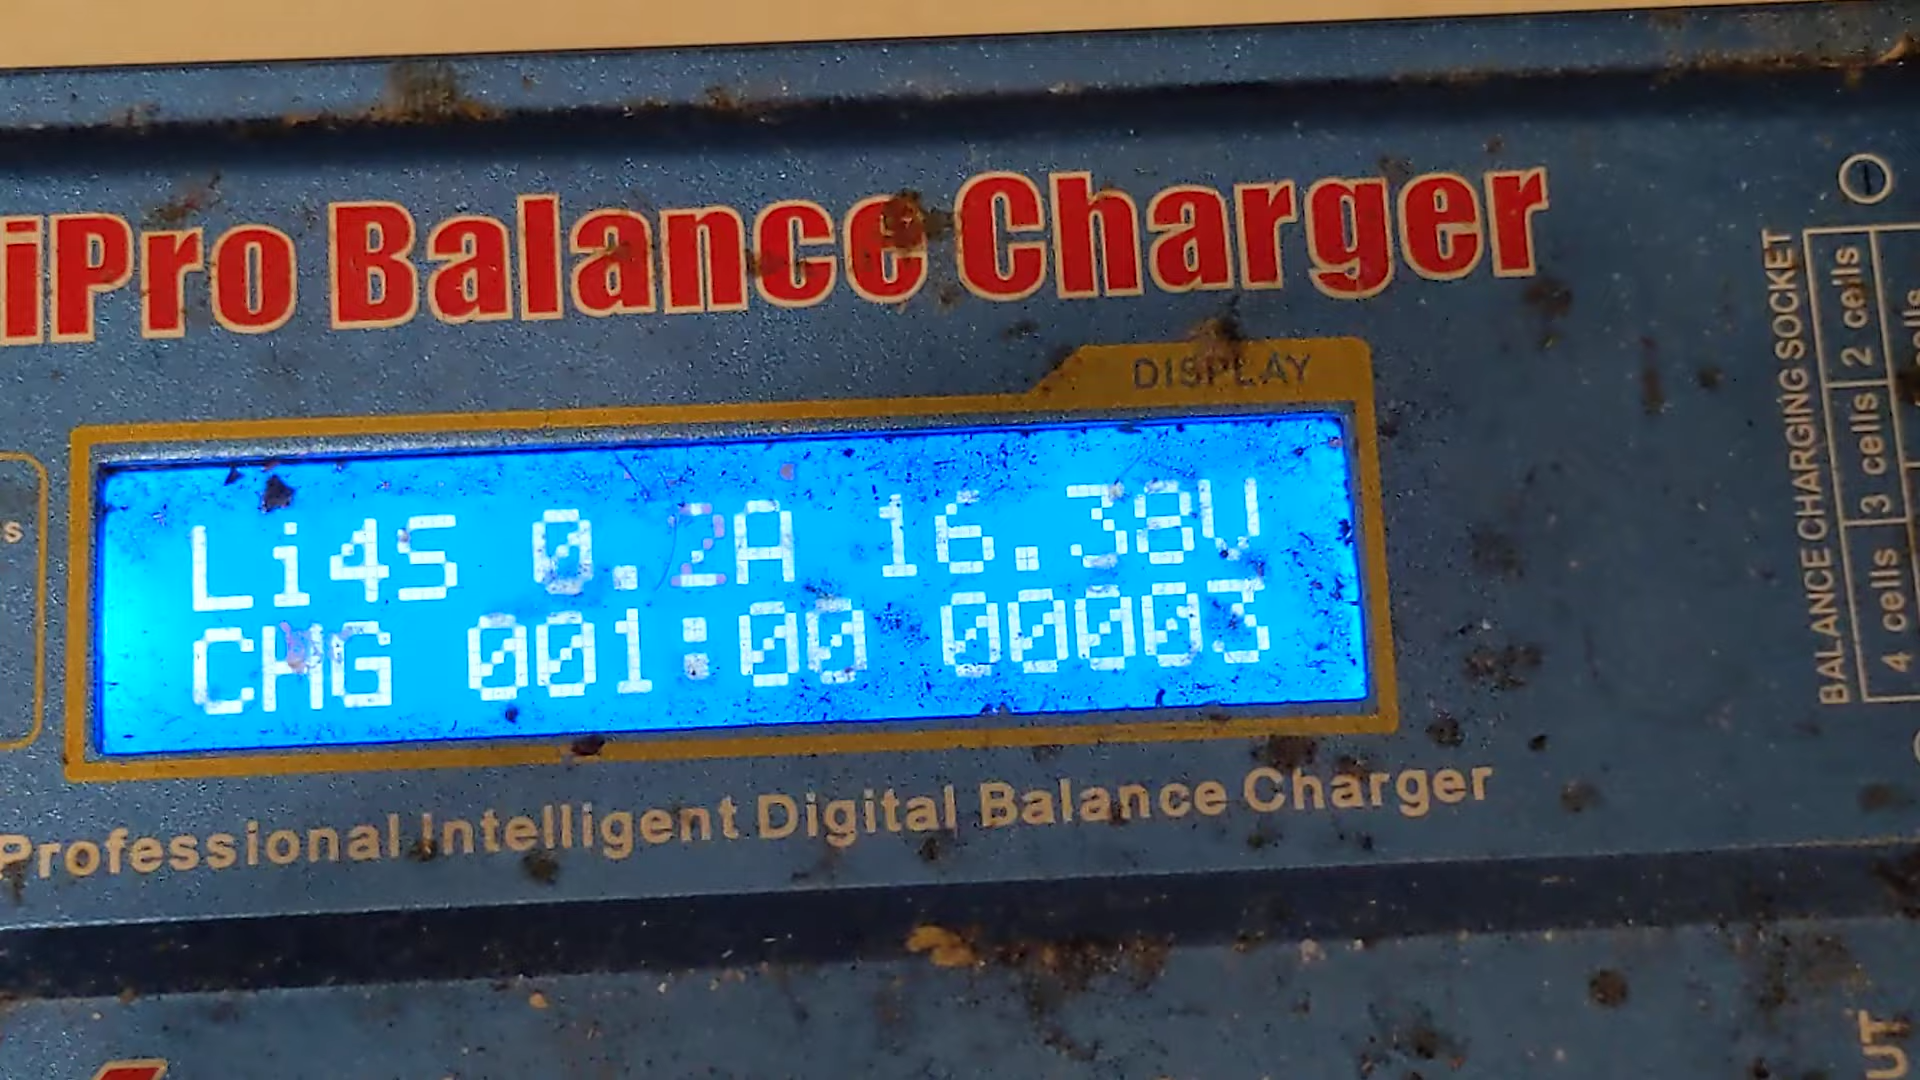 iPro Balance Charger
DISPLAY
Li4S 0.2A 16.38V
CHG 001:00 00003
Professional Intelligent Digital Balance Charger
BALANCE CHARGING SOCKET
2 cells
3 cells
4 cells